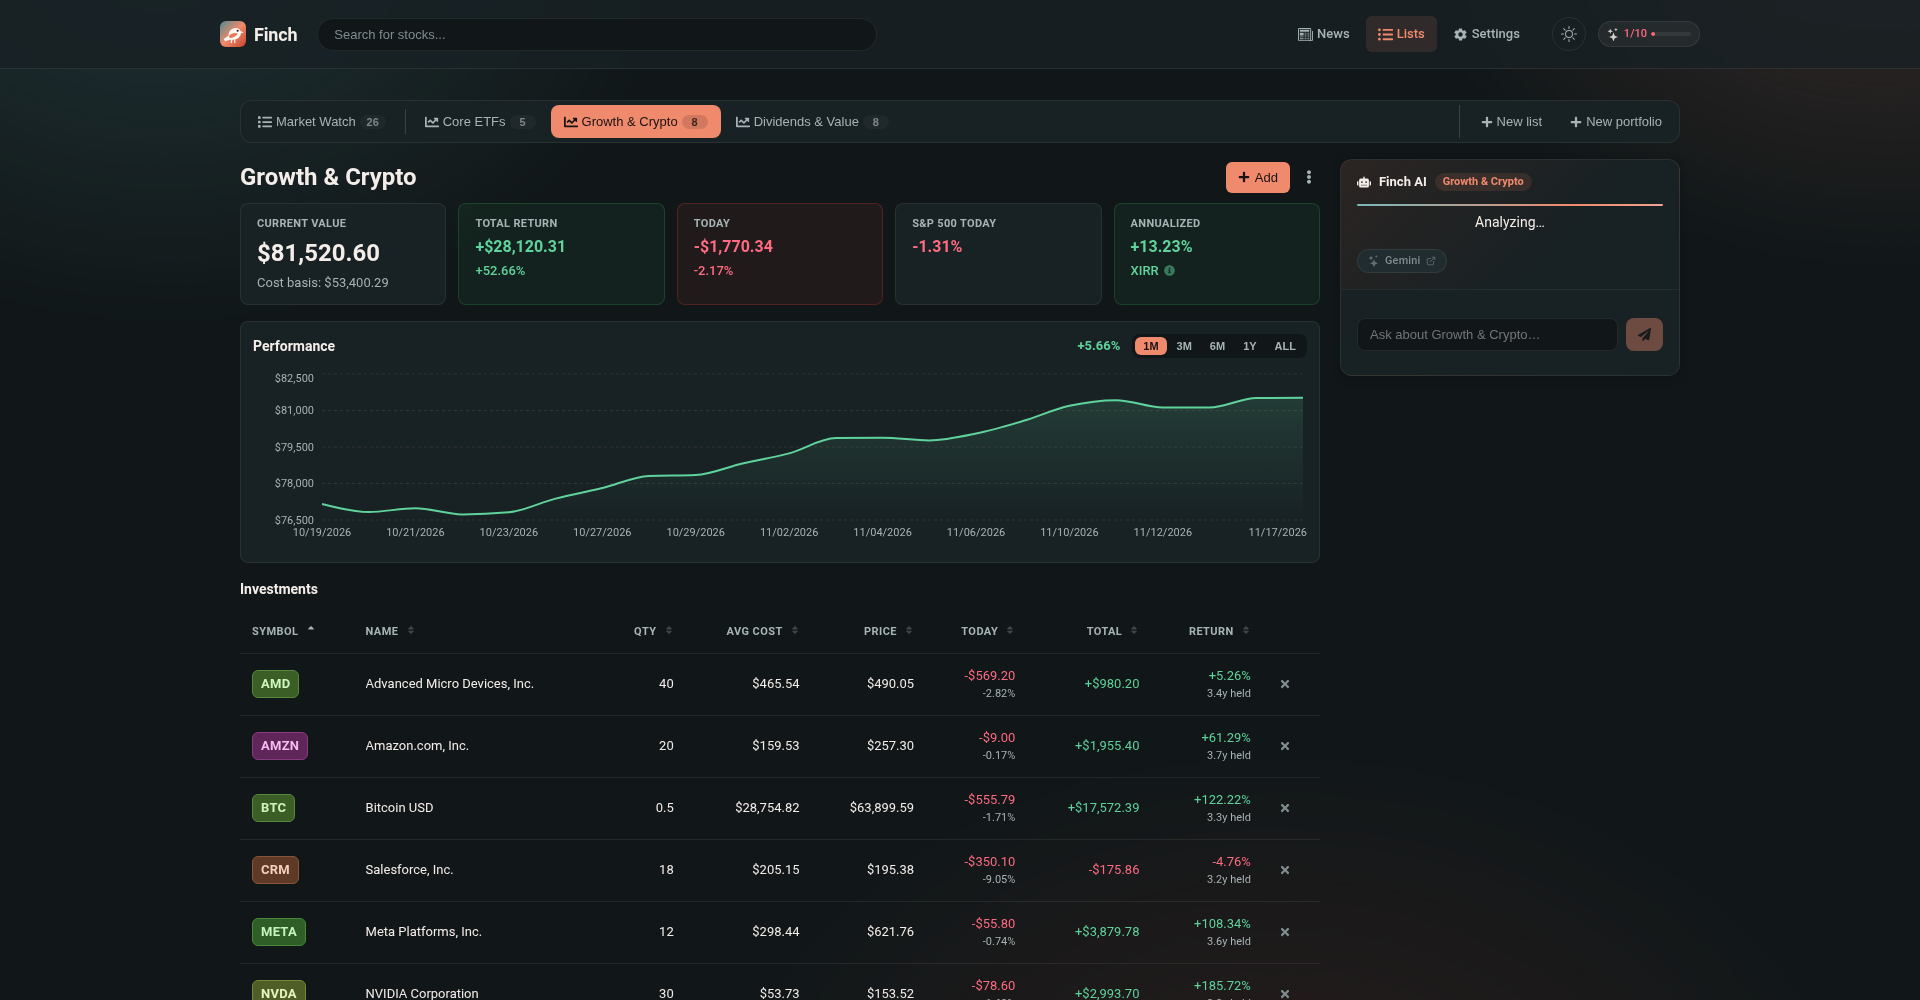 Finch
Search for stocks...
News
Lists
Settings
1/10
Market Watch 26
Core ETFs 5
Growth & Crypto 8
Dividends & Value 8
New list
New portfolio
Growth & Crypto
Add
CURRENT VALUE
$81,520.60
Cost basis: $53,400.29
TOTAL RETURN
+$28,120.31
+52.66%
TODAY
-$1,770.34
-2.17%
S&P 500 TODAY
-1.31%
ANNUALIZED
+13.23%
XIRR
Finch AI Growth & Crypto
Analyzing...
Gemini
Ask about Growth & Crypto…
Performance
+5.66% 1M 3M 6M 1Y ALL
$82,500
$81,000
$79,500
$78,000
$76,500
10/19/2026 10/21/2026 10/23/2026 10/27/2026 10/29/2026 11/02/2026 11/04/2026 11/06/2026 11/10/2026 11/12/2026 11/17/2026
Investments
SYMBOL NAME QTY AVG COST PRICE TODAY TOTAL RETURN
AMD Advanced Micro Devices, Inc. 40 $465.54 $490.05 -$569.20 +$980.20 +5.26%
-2.82% 3.4y held
AMZN Amazon.com, Inc. 20 $159.53 $257.30 -$9.00 +$1,955.40 +61.29%
-0.17% 3.7y held
BTC Bitcoin USD 0.5 $28,754.82 $63,899.59 -$555.79 +$17,572.39 +122.22%
-1.71% 3.3y held
CRM Salesforce, Inc. 18 $205.15 $195.38 -$350.10 -$175.86 -4.76%
-9.05% 3.2y held
META Meta Platforms, Inc. 12 $298.44 $621.76 -$55.80 +$3,879.78 +108.34%
-0.74% 3.6y held
NVDA NVIDIA Corporation 30 $53.73 $153.52 -$78.60 +$2,993.70 +185.72%